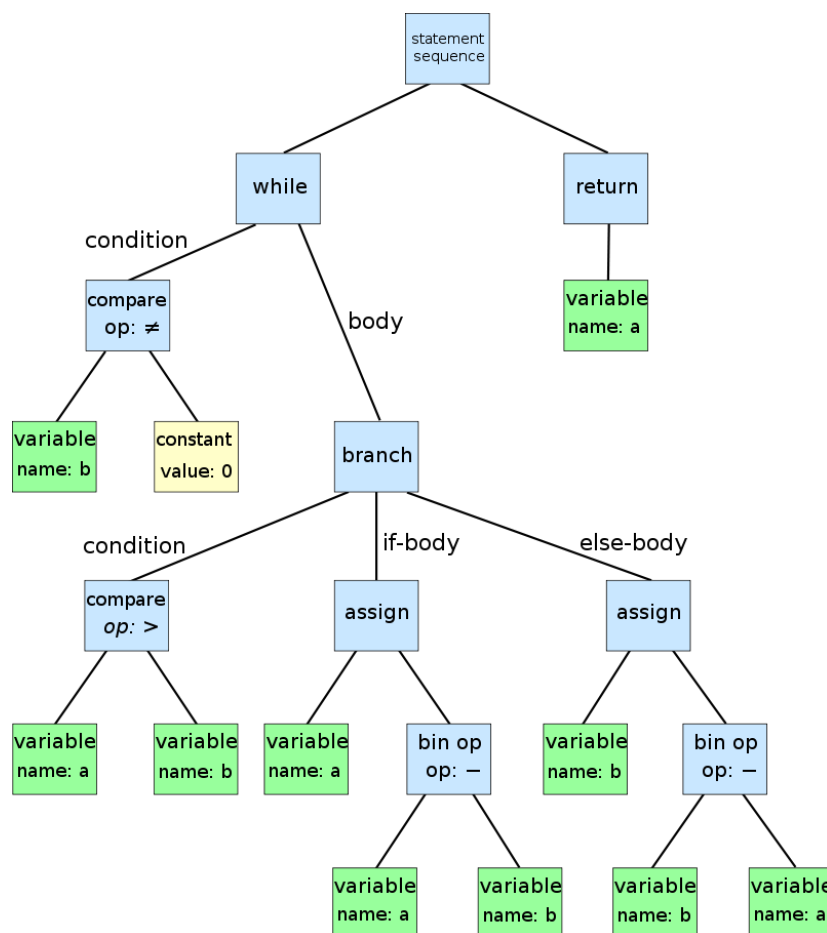 statement
sequence
while
return
condition
body
compare
op: ≠
variable
name: a
variable
name: b
constant
value: 0
branch
condition
if-body
else-body
compare
op: >
assign
assign
variable
name: a
variable
name: b
variable
name: a
bin op
op: −
variable
name: b
bin op
op: −
variable
name: a
variable
name: b
variable
name: b
variable
name: a